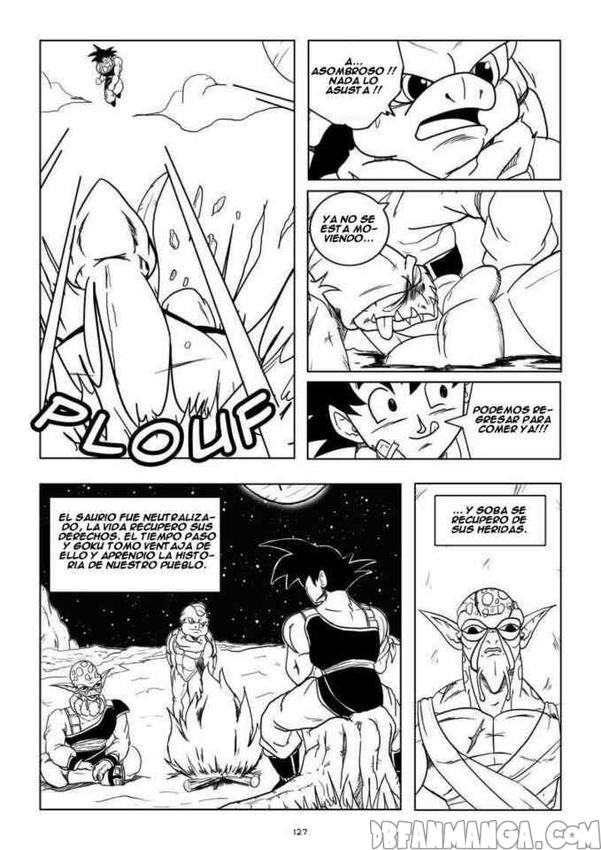 A...
ASOMBROSO !!
NADA LO
ASUSTA !!
YA NO SE
ESTA MO-
VIENDO...
PLOUF
PODEMOS RE-
GRESAR PARA
COMER YA!!!
EL SAURIO FUE NEUTRALIZA-
DO, LA VIDA RECUPERO SUS
DERECHOS. EL TIEMPO PASO
Y GOKU TOMO VENTAJA DE
ELLO Y APRENDIO LA HISTO-
RIA DE NUESTRO PUEBLO.
... Y SOBA SE
RECUPERO DE
SUS HERIDAS.
127
DBFANMANGA.COM